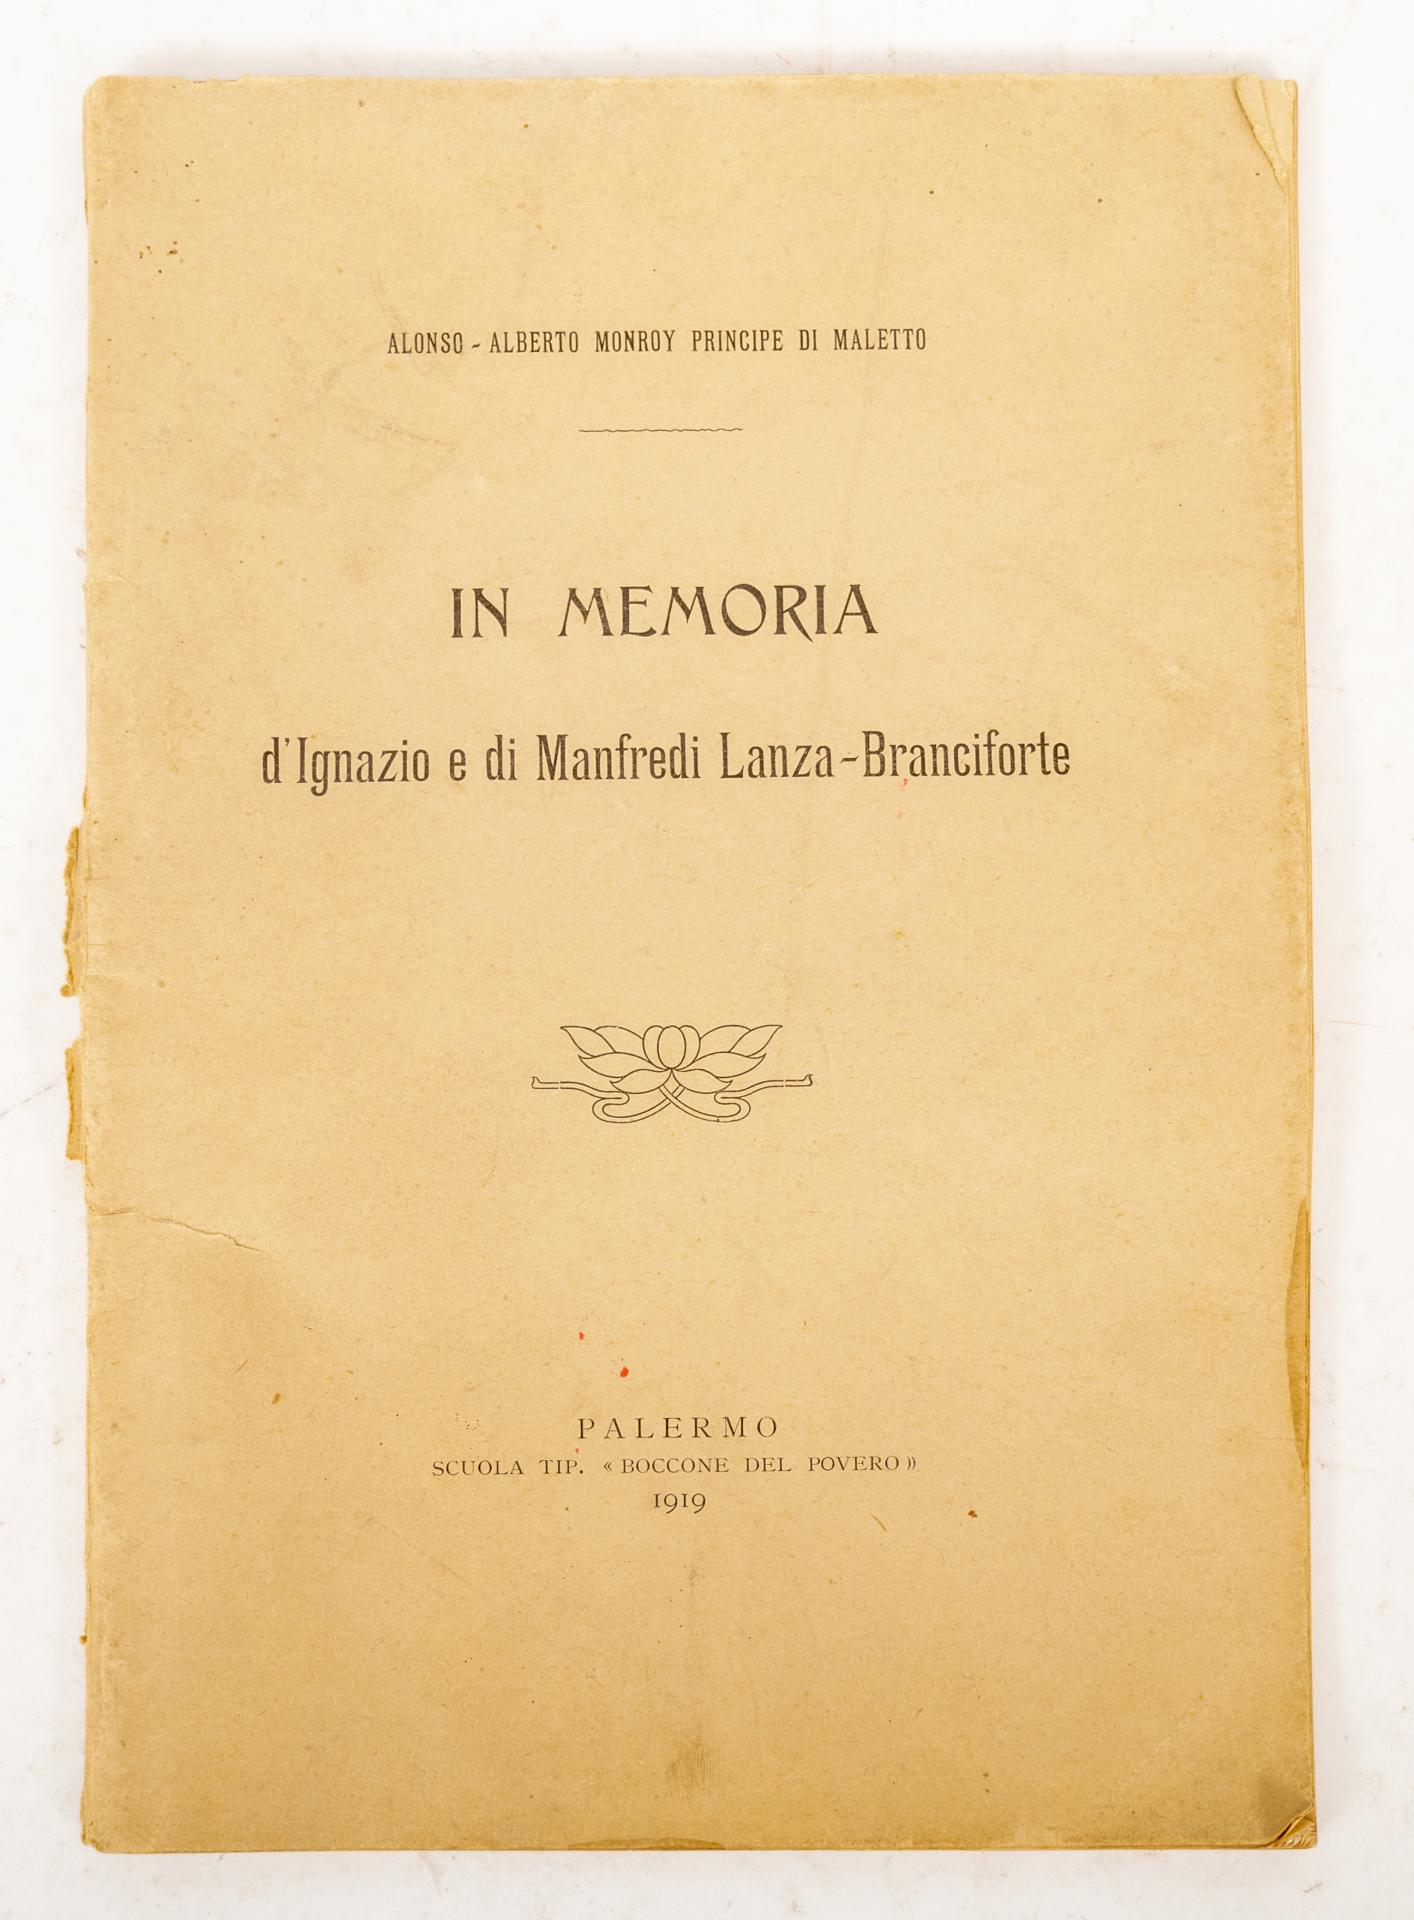 ALONSO - ALBERTO MONROY PRINCIPE DI MALETTO
IN MEMORIA
d'Ignazio e di Manfredi Lanza-Branciforte
PALERMO
SCUOLA TIP. « BOCCONE DEL POVERO »
1919